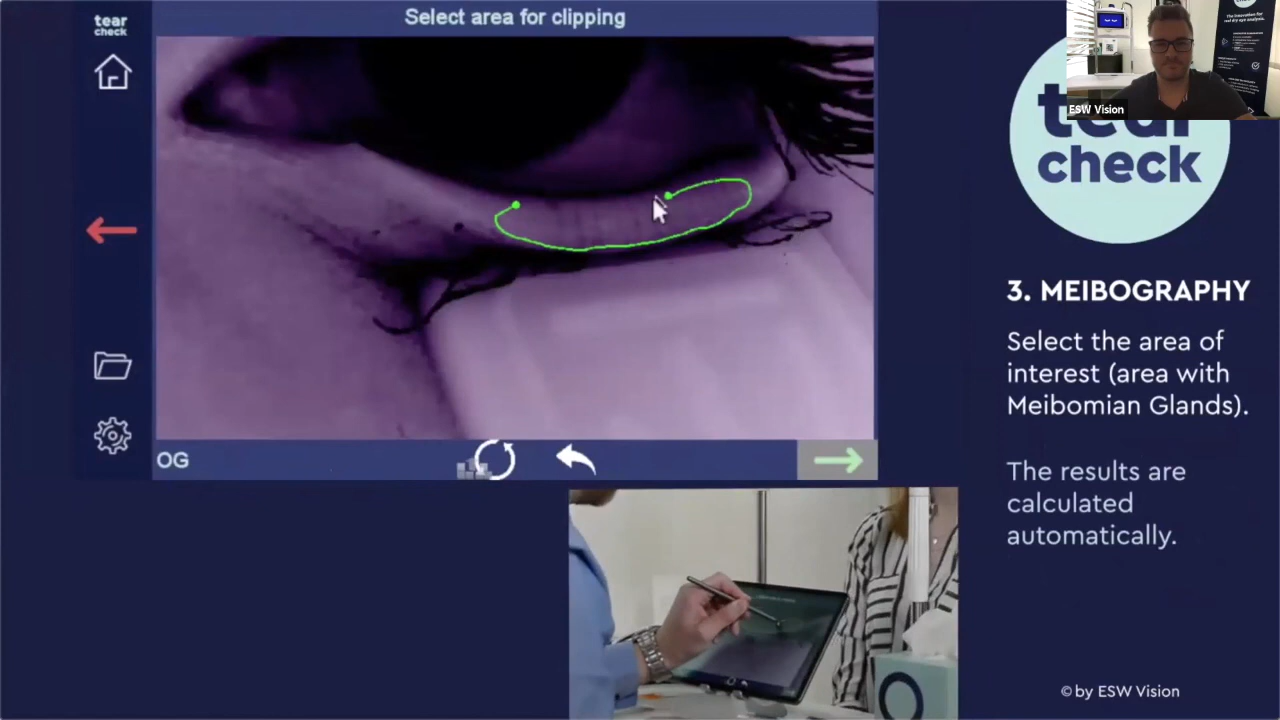 tear
check
Select area for clipping
OG
ESW Vision
tear
check
3. MEIBOGRAPHY
Select the area of
interest (area with
Meibomian Glands).
The results are
calculated
automatically.
© by ESW Vision